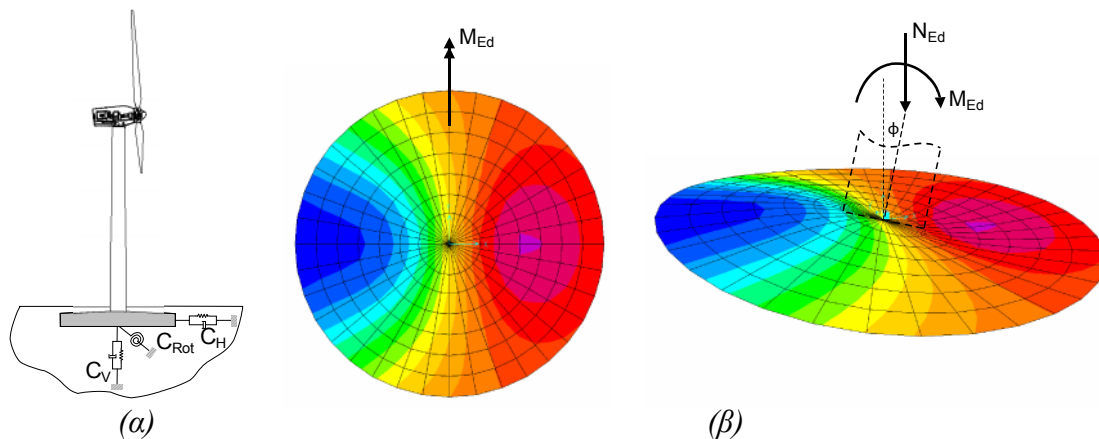 M_Ed
N_Ed
M_Ed
ϕ
C_Rot
C_H
C_V
(α)
(β)